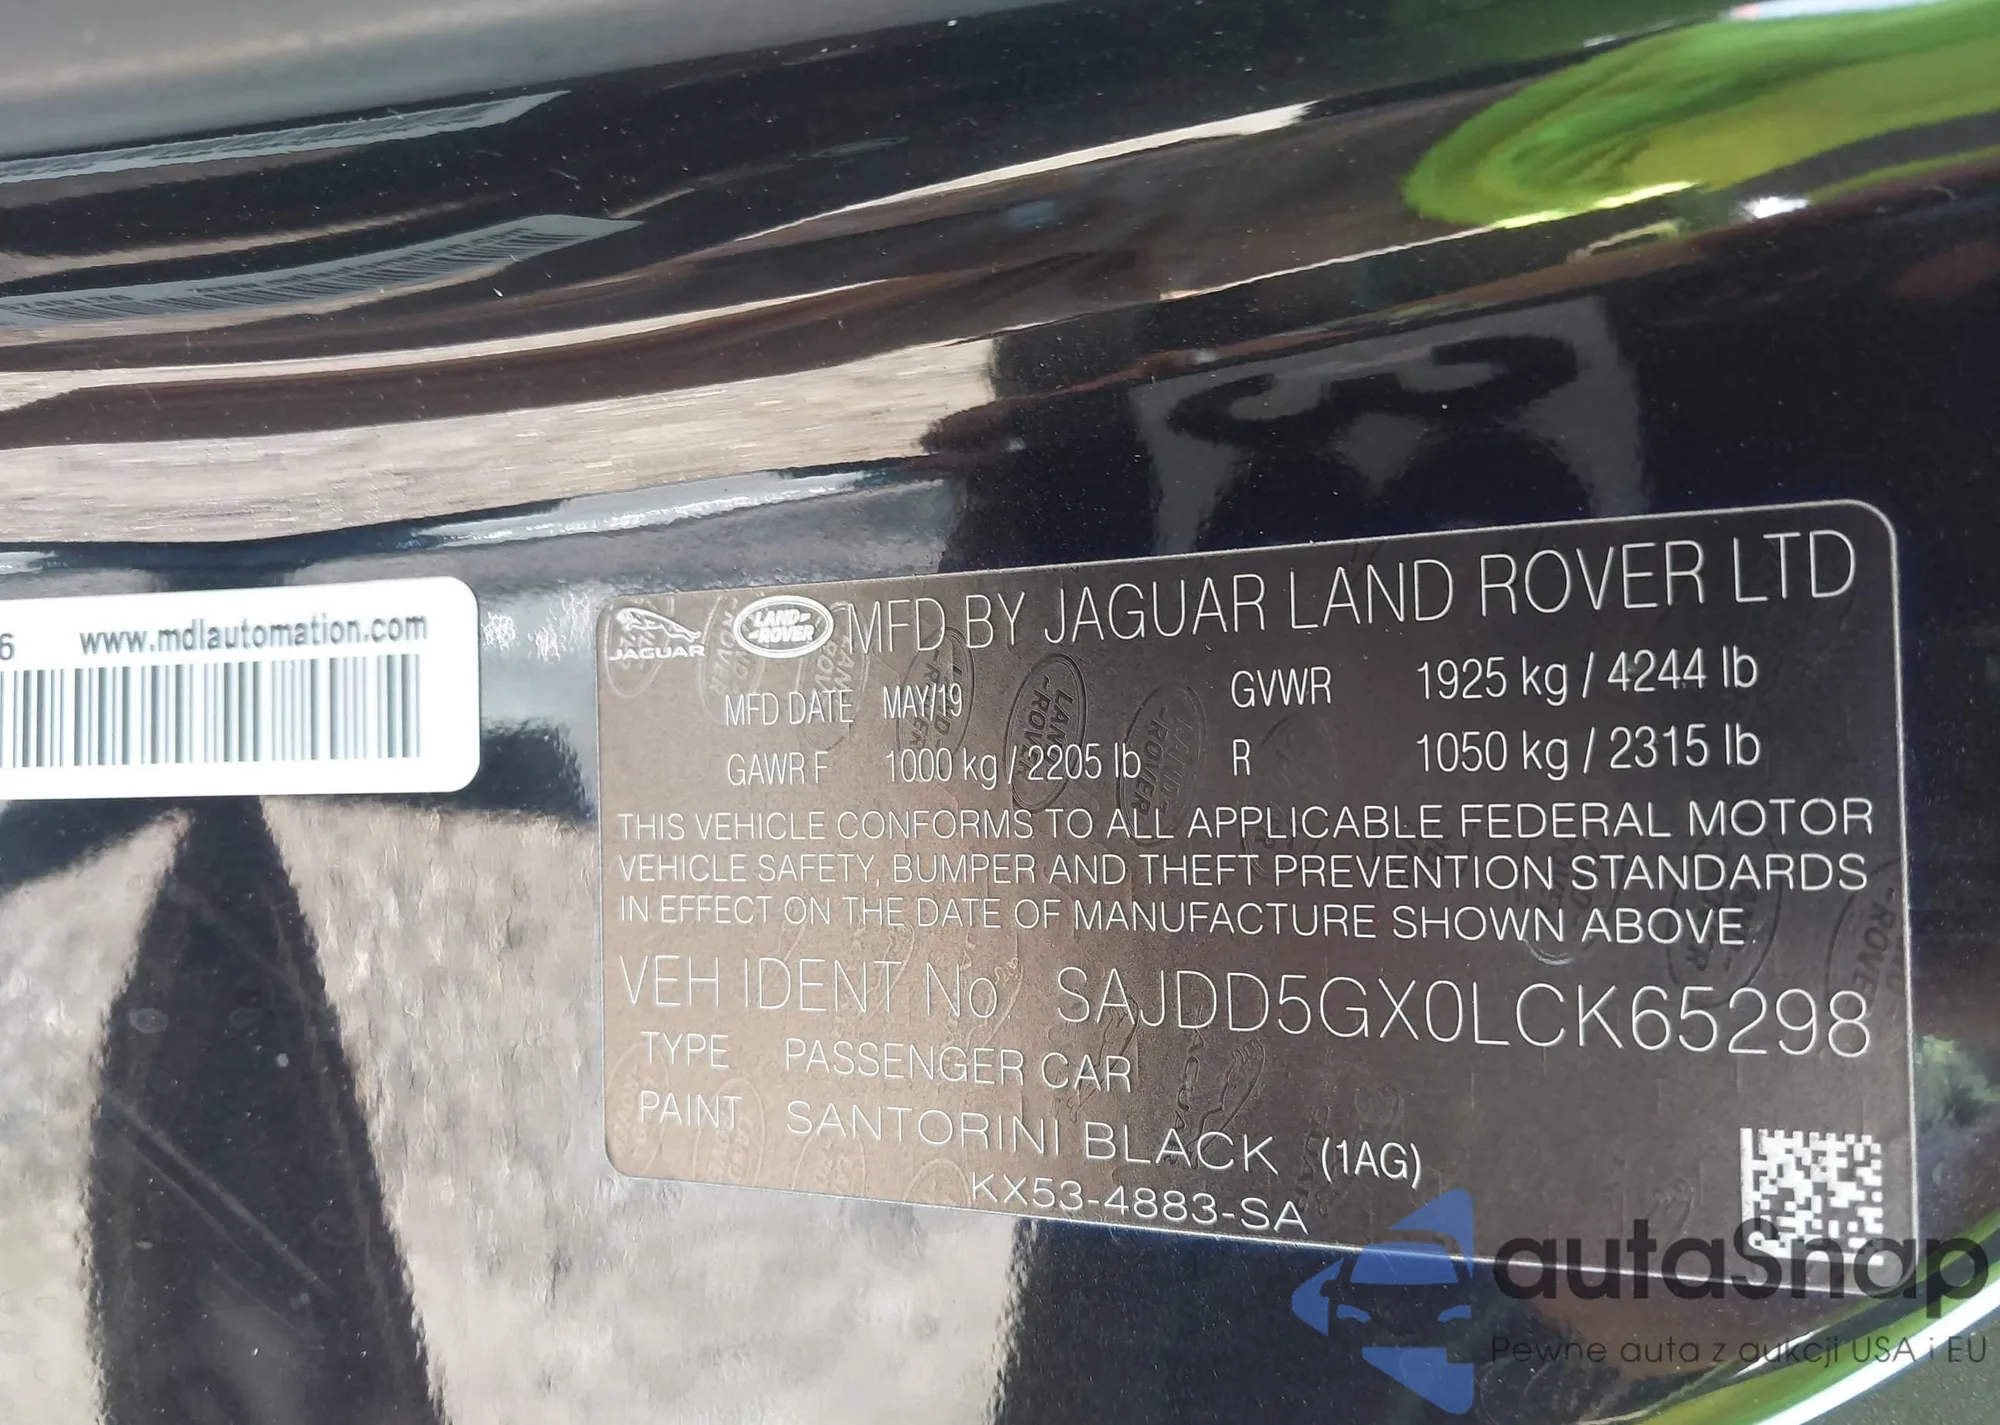 6 www.mdlautomation.com
JAGUAR LAND-ROVER MFD BY JAGUAR LAND ROVER LTD
MFD DATE MAY/19 GVWR 1925 kg / 4244 lb
GAWR F 1000 kg / 2205 lb R 1050 kg / 2315 lb
THIS VEHICLE CONFORMS TO ALL APPLICABLE FEDERAL MOTOR
VEHICLE SAFETY, BUMPER AND THEFT PREVENTION STANDARDS
IN EFFECT ON THE DATE OF MANUFACTURE SHOWN ABOVE.
VEH IDENT No. SAJDD5GX0LCK65298
TYPE PASSENGER CAR
PAINT SANTORINI BLACK (1AG)
KX53-4883-SA
autaSnap
Pewne auta z aukcji USA i EU